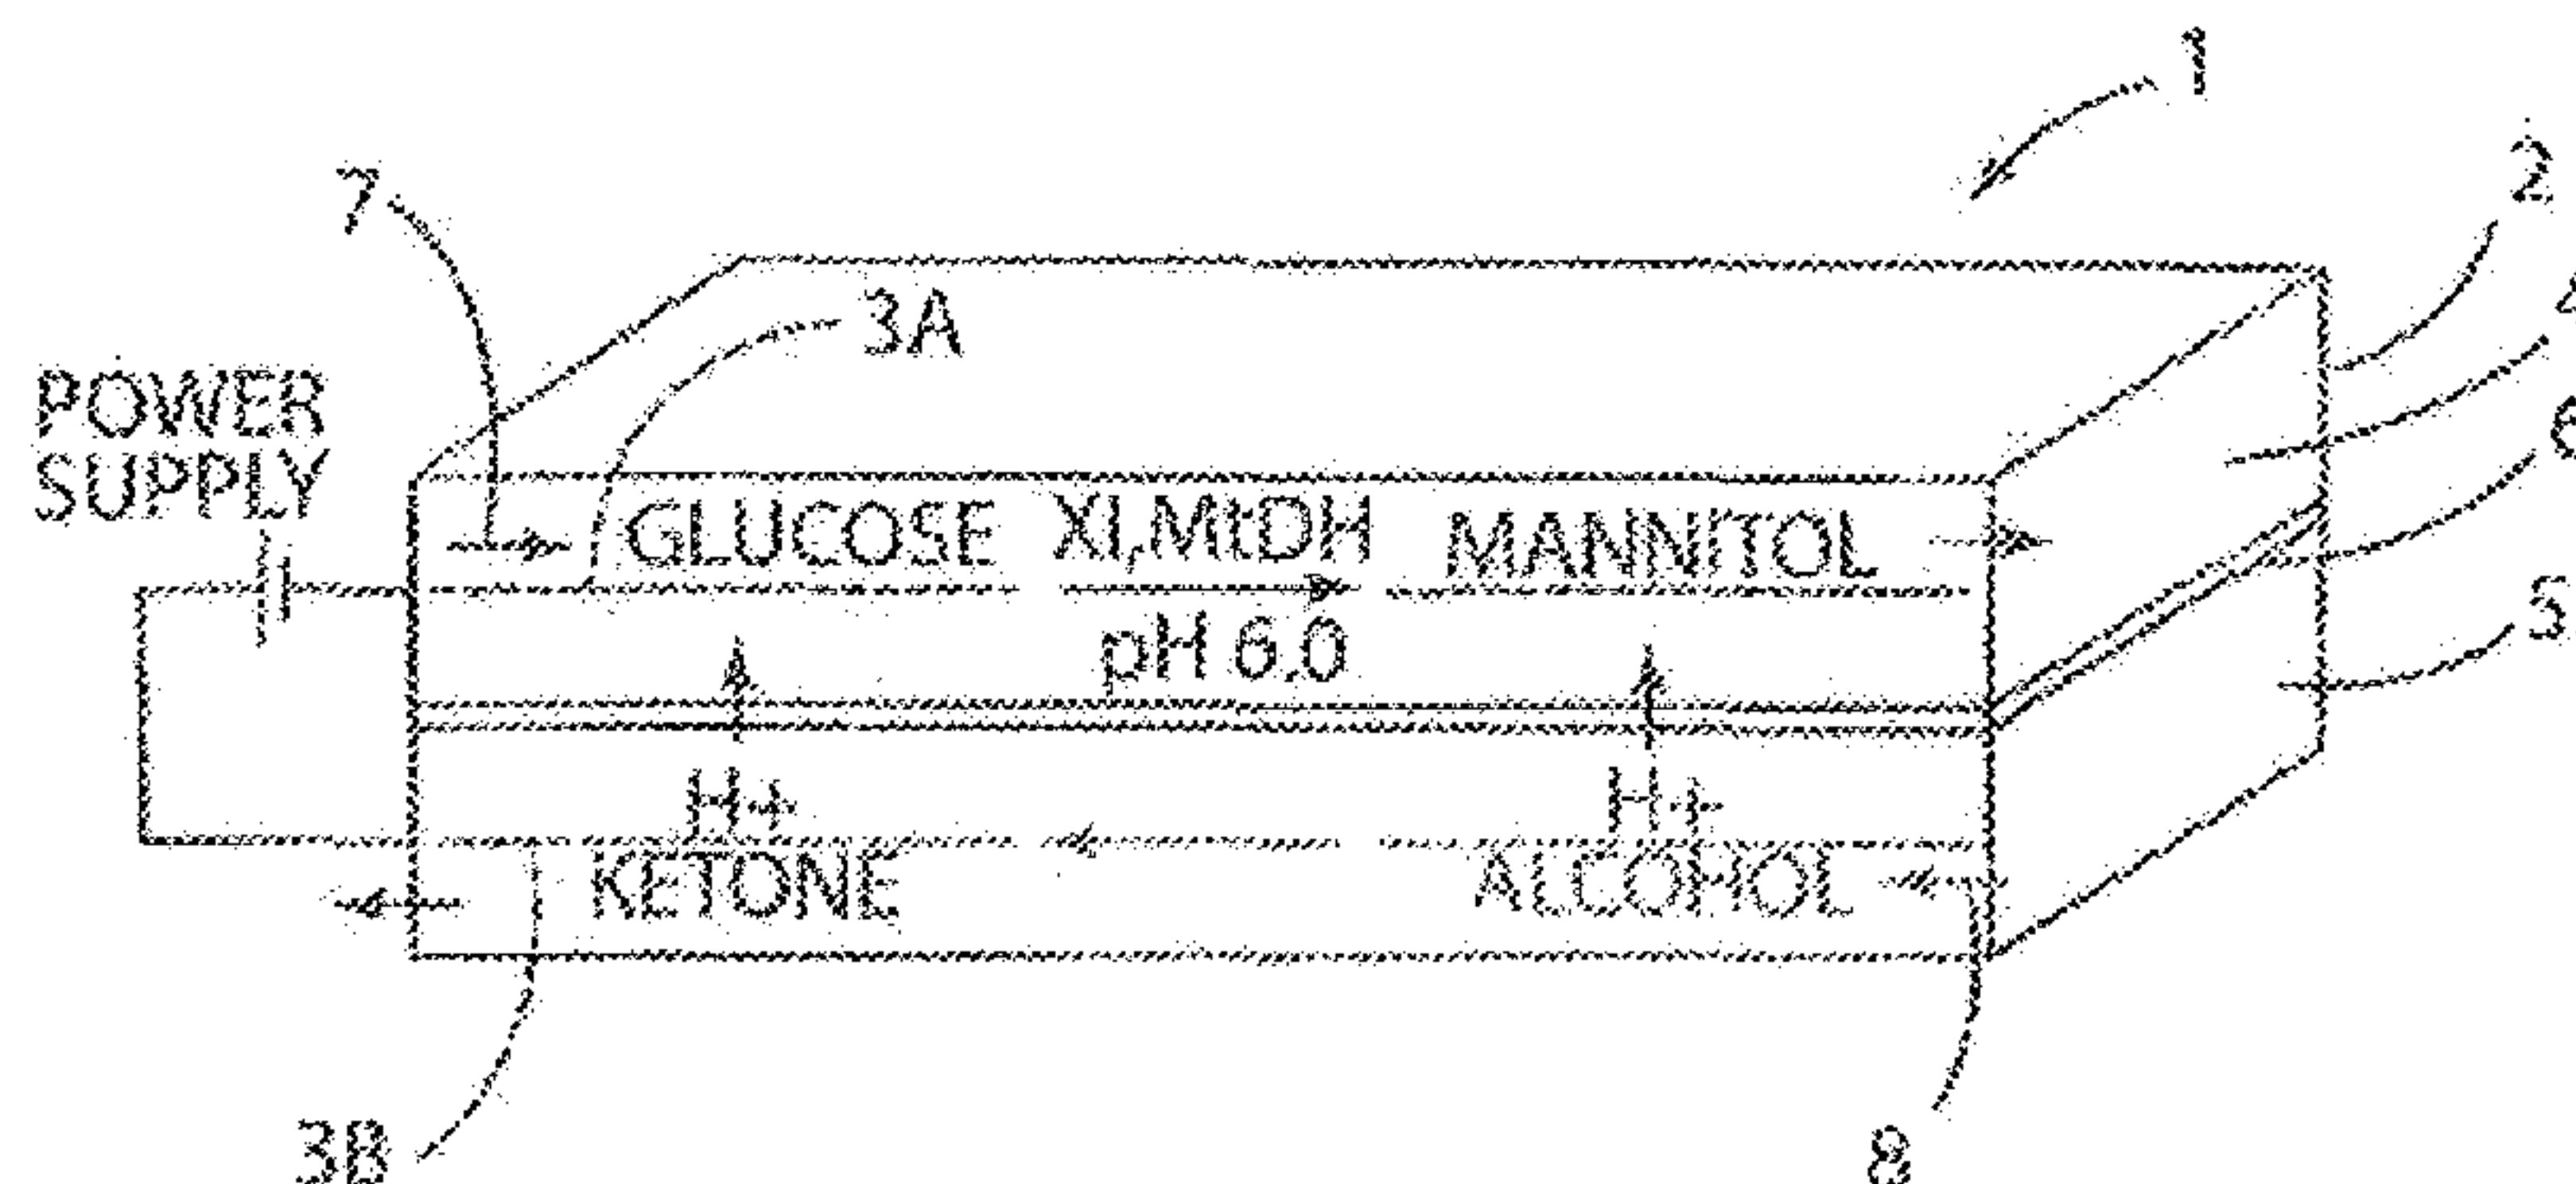 1
2
7
3A
4
POWER
SUPPLY
6
GLUCOSE XI,MtDH MANNITOL
5
pH 6.0
H+ H+
KETONE ALCOHOL
3B
8